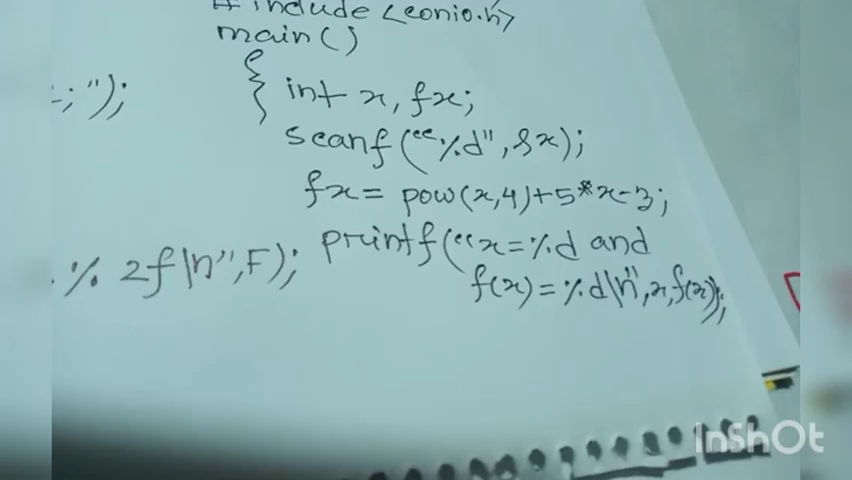 # include <conio.h>
main()
{ int x, fx;
scanf("%d", &x);
fx = pow(x,4)+5*x-3;
printf("x=%d and
f(x)=%d\n",x,f(x));
;");
% 2f\n",F);
InShOt